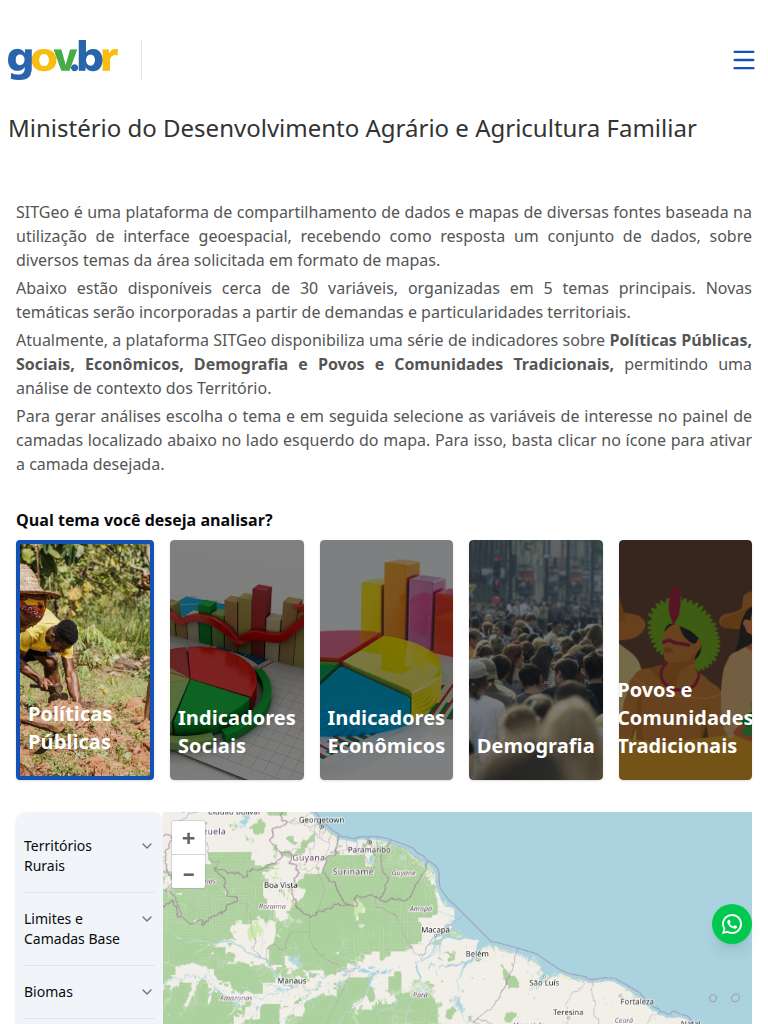 gov.br
Ministério do Desenvolvimento Agrário e Agricultura Familiar
SITGeo é uma plataforma de compartilhamento de dados e mapas de diversas fontes baseada na
utilização de interface geoespacial, recebendo como resposta um conjunto de dados, sobre
diversos temas da área solicitada em formato de mapas.
Abaixo estão disponíveis cerca de 30 variáveis, organizadas em 5 temas principais. Novas
temáticas serão incorporadas a partir de demandas e particularidades territoriais.
Atualmente, a plataforma SITGeo disponibiliza uma série de indicadores sobre Políticas Públicas,
Sociais, Econômicos, Demografia e Povos e Comunidades Tradicionais, permitindo uma
análise de contexto dos Território.
Para gerar análises escolha o tema e em seguida selecione as variáveis de interesse no painel de
camadas localizado abaixo no lado esquerdo do mapa. Para isso, basta clicar no ícone para ativar
a camada desejada.
Qual tema você deseja analisar?
Políticas
Públicas
Indicadores
Sociais
Indicadores
Econômicos
Demografia
Povos e
Comunidades
Tradicionais
Territórios
Rurais
Limites e
Camadas Base
Biomas
+
−
Georgetown
Paramaribo
Guyana
Suriname
Guyane
Boa Vista
Roraima
Amapá
Macapá
Belém
São Luís
Manaus
Amazonas
Pará
Fortaleza
Teresina
Ceará
Natal